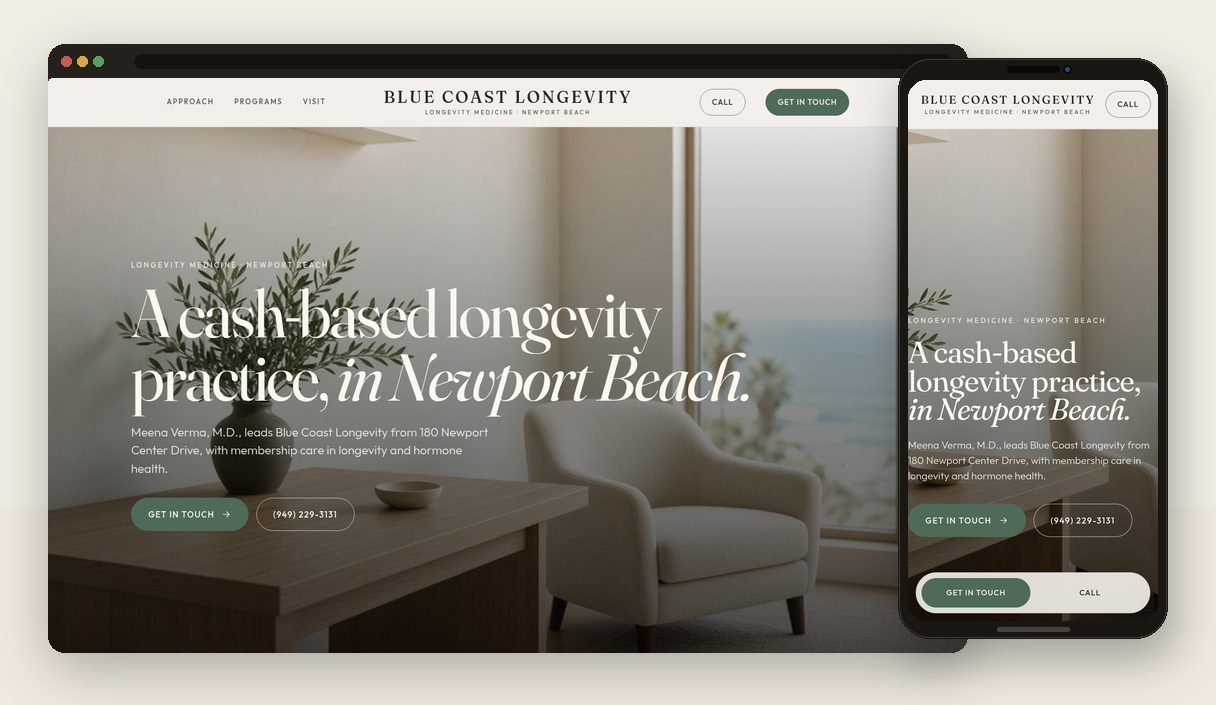 APPROACH PROGRAMS VISIT
BLUE COAST LONGEVITY
LONGEVITY MEDICINE · NEWPORT BEACH
CALL
GET IN TOUCH
LONGEVITY MEDICINE · NEWPORT BEACH
A cash-based longevity
practice, in Newport Beach.
Meena Verma, M.D., leads Blue Coast Longevity from 180 Newport
Center Drive, with membership care in longevity and hormone
health.
GET IN TOUCH →
(949) 229-3131
BLUE COAST LONGEVITY
LONGEVITY MEDICINE · NEWPORT BEACH
CALL
LONGEVITY MEDICINE · NEWPORT BEACH
A cash-based
longevity practice,
in Newport Beach.
Meena Verma, M.D., leads Blue Coast Longevity from
180 Newport Center Drive, with membership care in
longevity and hormone health.
GET IN TOUCH →
(949) 229-3131
GET IN TOUCH
CALL